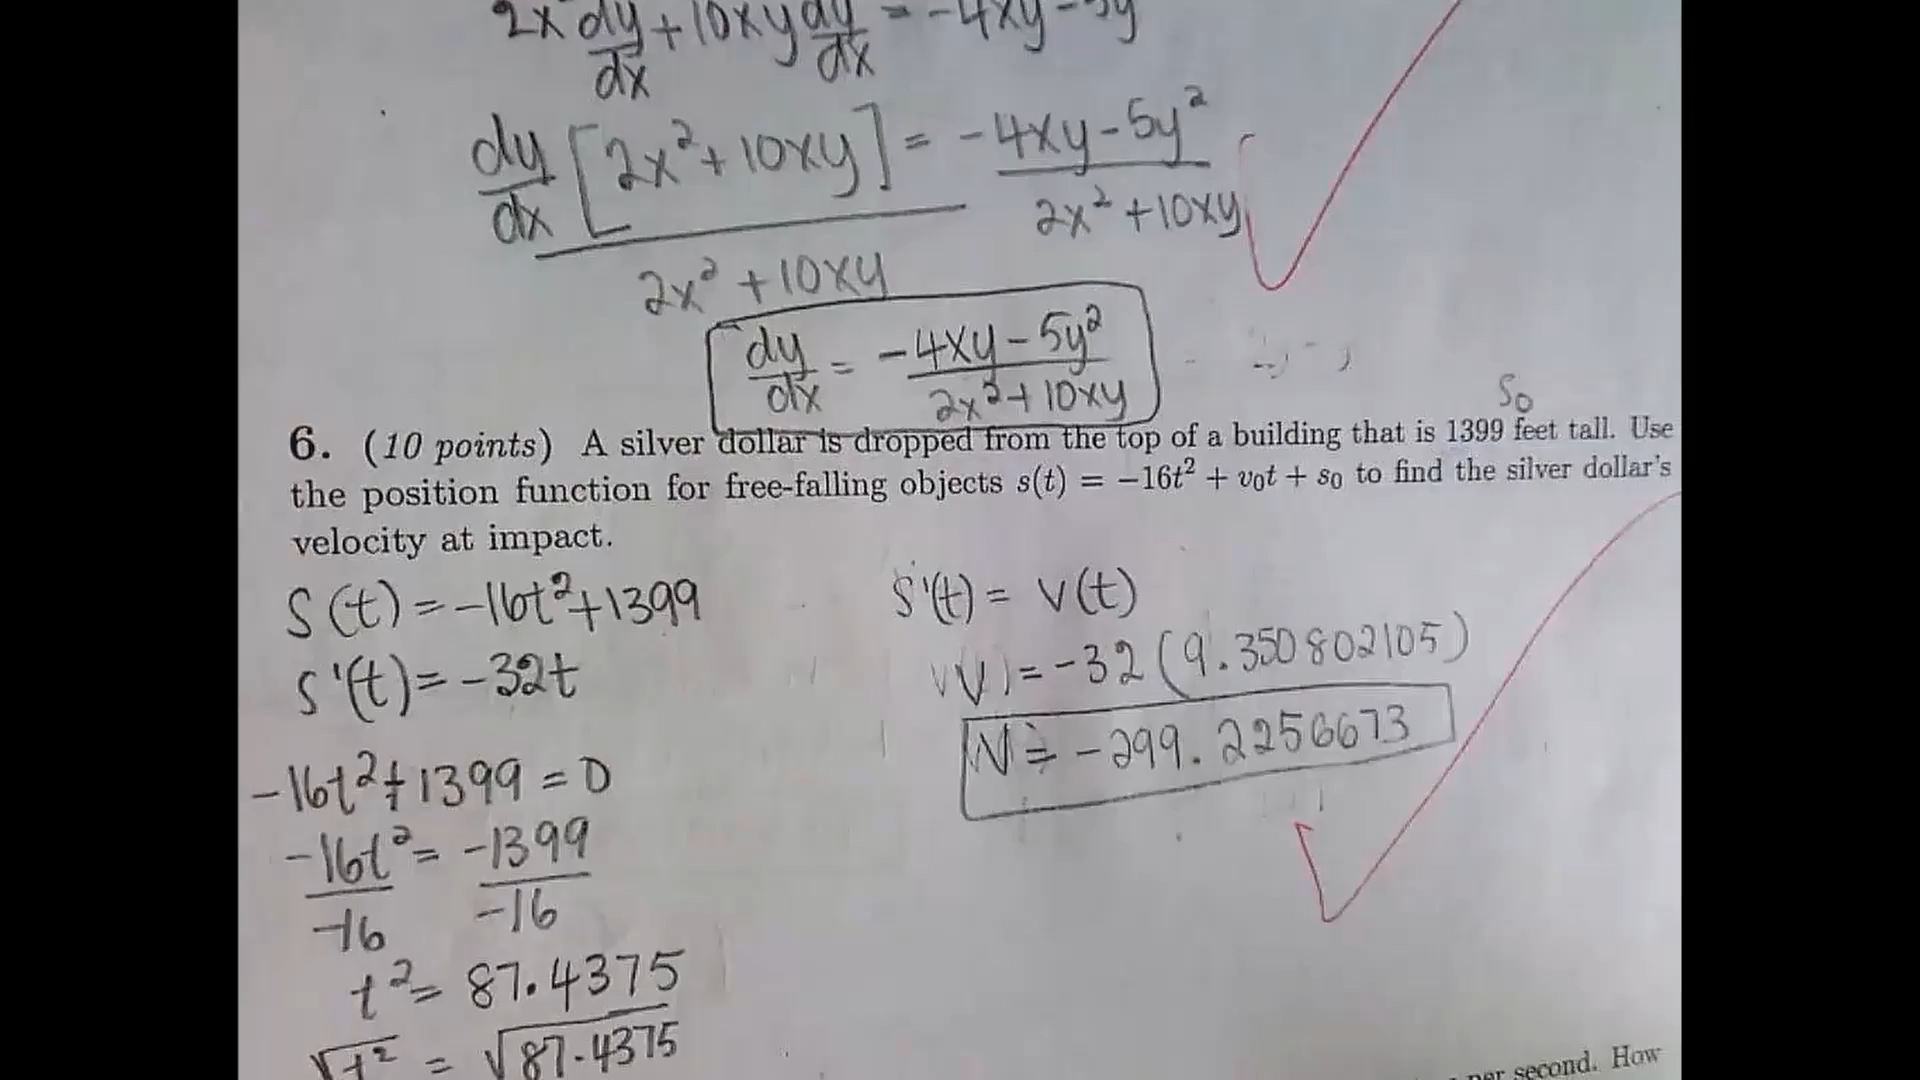 2x dy/dx + 10xy dy/dx = -4xy - 5y
dy/dx [2x² + 10xy] = -4xy - 5y²
2x² + 10xy 2x² + 10xy
dy/dx = -4xy - 5y² / 2x² + 10xy
S₀
6. (10 points) A silver dollar is dropped from the top of a building that is 1399 feet tall. Use
the position function for free-falling objects s(t) = −16t² + v₀t + s₀ to find the silver dollar's
velocity at impact.
S(t) = -16t² + 1399
S'(t) = -32t
-16t² + 1399 = 0
-16t² = -1399
-16 -16
t² = 87.4375
√t² = √87.4375
S'(t) = V(t)
= -32(9.350802105)
V = -299.2256673
per second. How